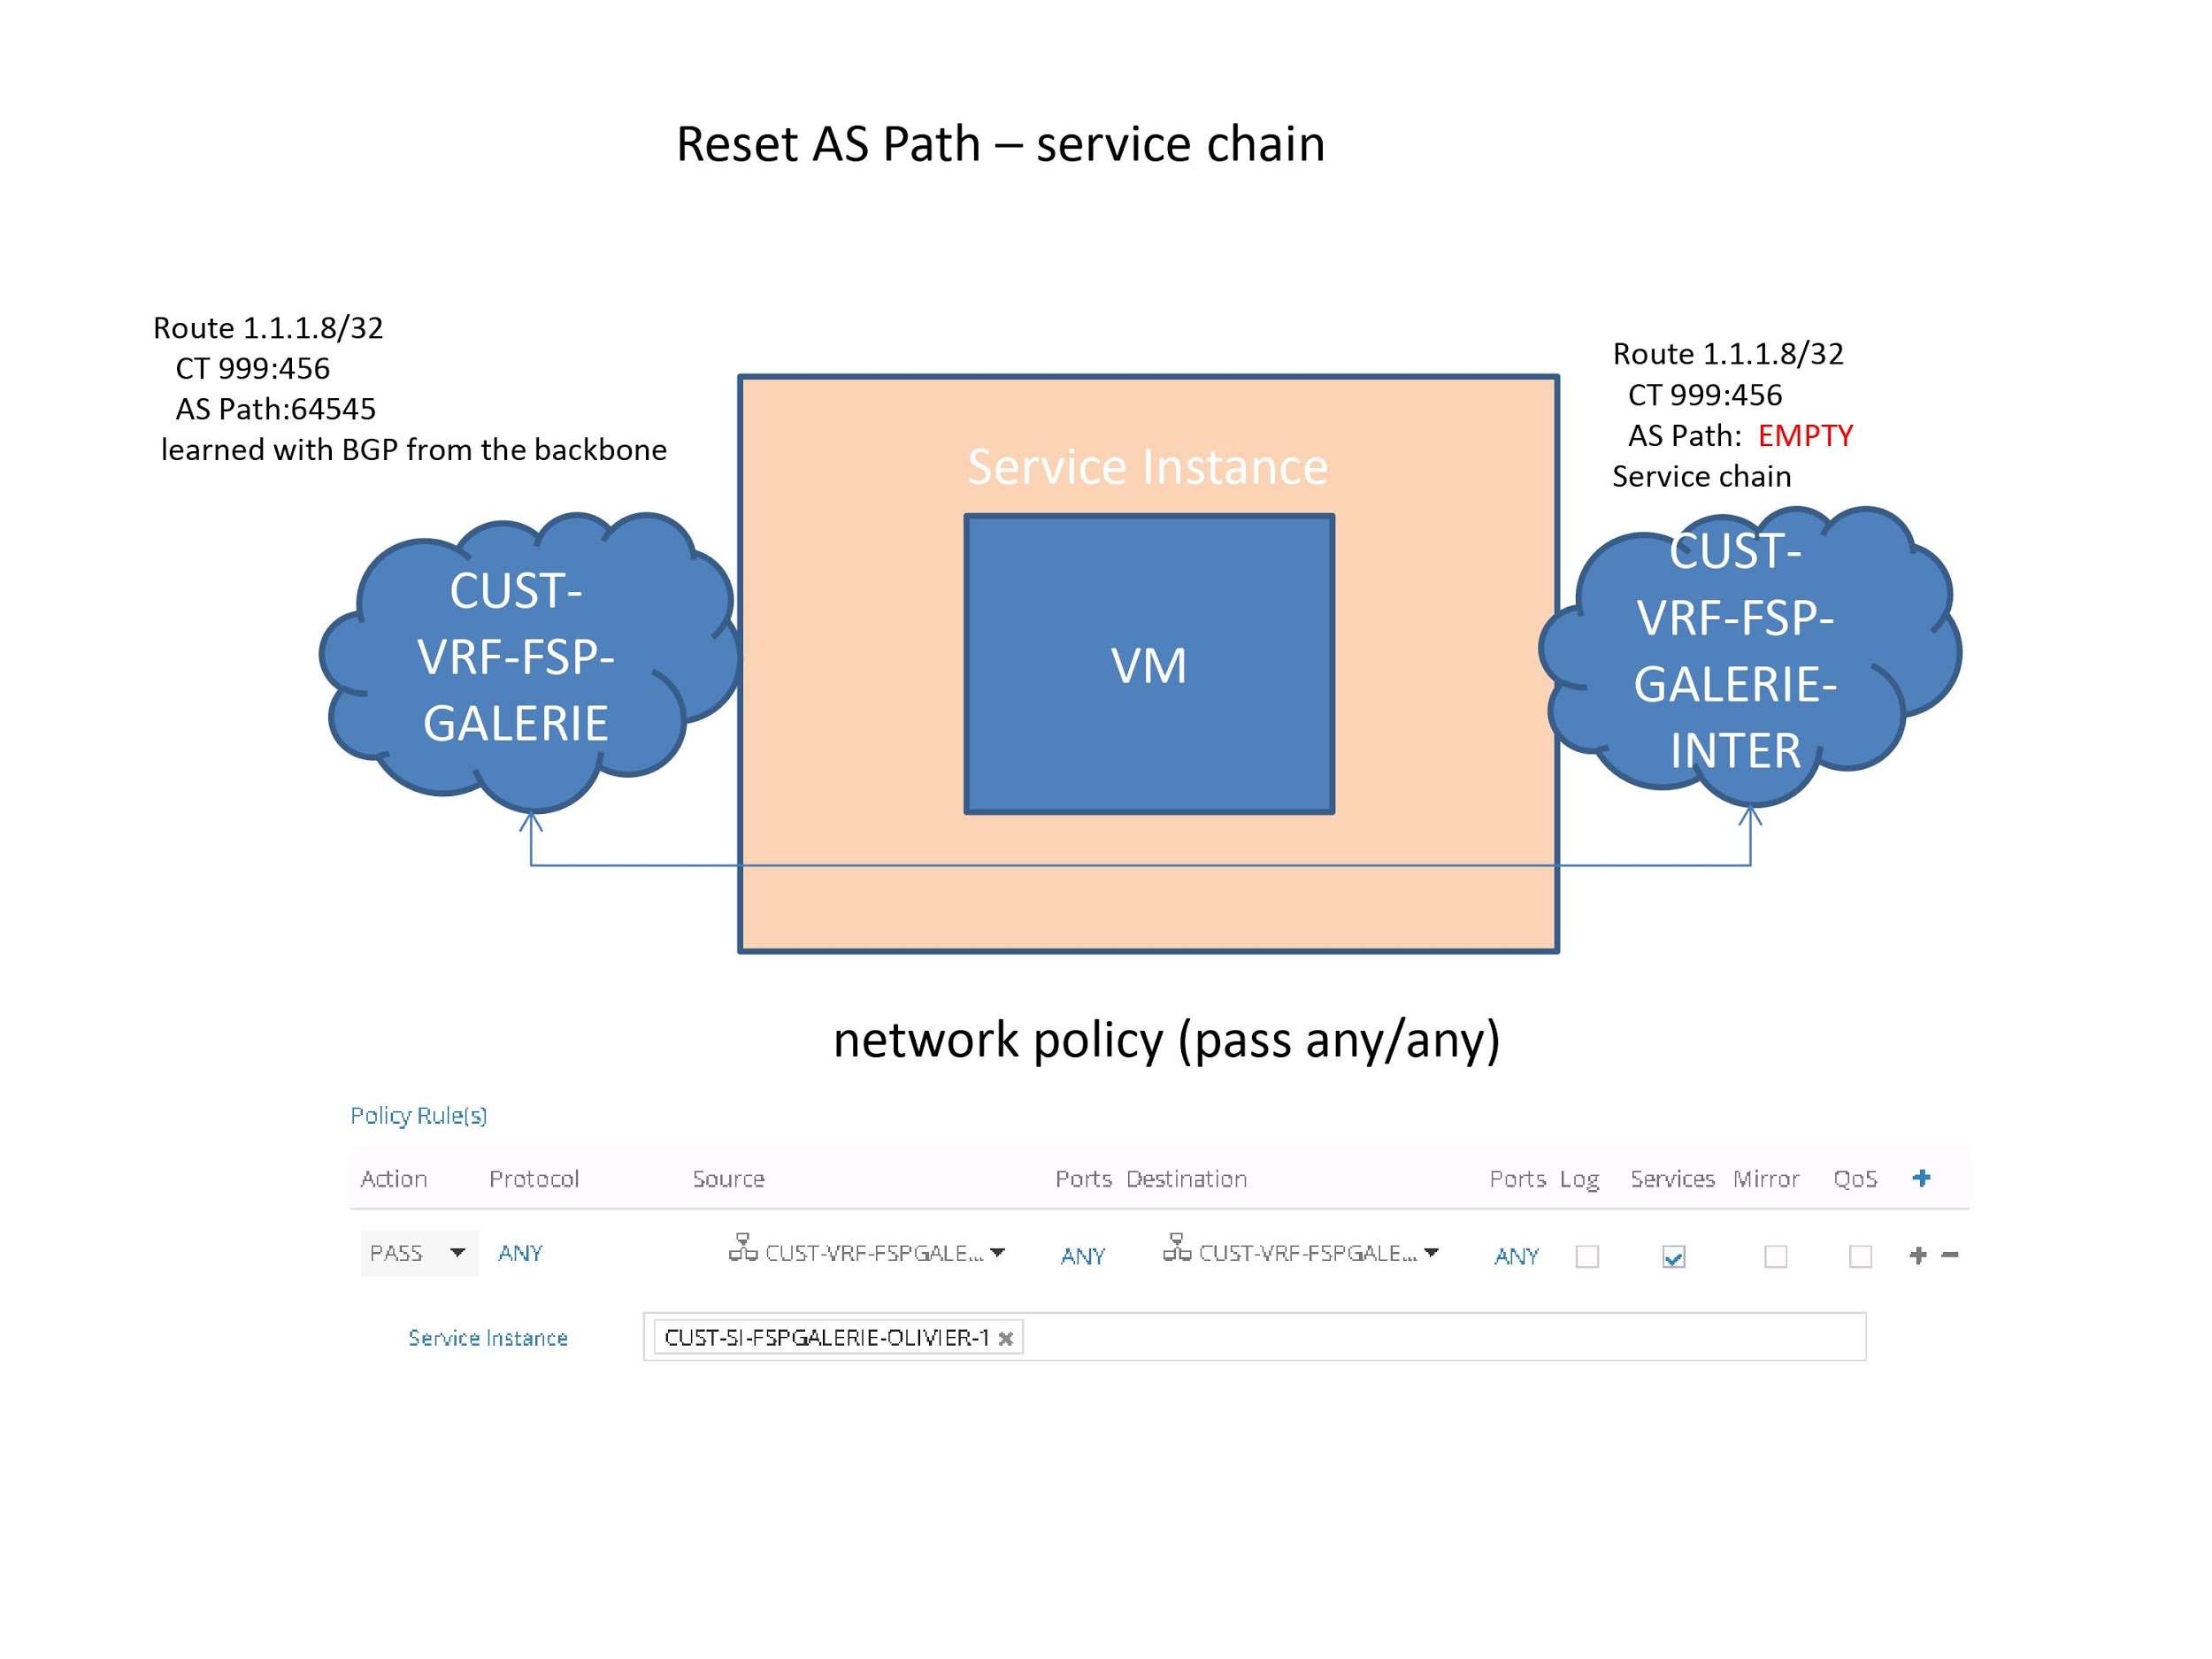 Reset AS Path – service chain
Route 1.1.1.8/32
CT 999:456
AS Path:64545
learned with BGP from the backbone
Route 1.1.1.8/32
CT 999:456
AS Path: EMPTY
Service chain
Service Instance
CUST-
VRF-FSP-
GALERIE
VM
CUST-
VRF-FSP-
GALERIE-
INTER
network policy (pass any/any)
Policy Rule(s)
Action Protocol Source Ports Destination Ports Log Services Mirror QoS
PASS ANY CUST-VRF-FSPGALE... ANY CUST-VRF-FSPGALE... ANY
Service Instance CUST-SI-FSPGALERIE-OLIVIER-1